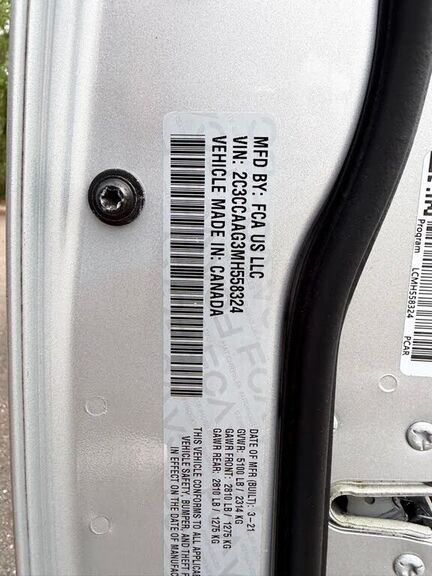 MFD BY: FCA US LLC
VIN: 2C3CCAAG3MH558324
VEHICLE MADE IN: CANADA
DATE OF MFR (BUILT): 3-21
GVWR: 5100 LB / 2314 KG
GAWR FRONT: 2810 LB / 1275 KG
GAWR REAR: 2810 LB / 1275 KG
THIS VEHICLE CONFORMS TO ALL APPLICAB
VEHICLE SAFETY, BUMPER, AND THEFT
IN EFFECT ON THE DATE OF MANUFAC
FCA
Program
LCMH558324
PCAR